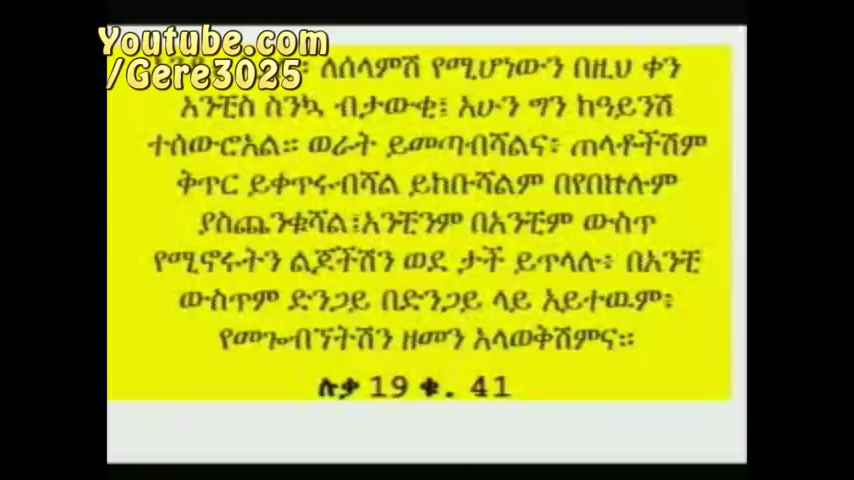 Youtube.com
/Gere3025
ለሰላምሽ የሚሆነውን በዚህ ቀን
አንቺስ ስንኳ ብታውቂ፤ አሁን ግን ከዓይንሽ
ተሰውሮአል። ወራት ይመጣብሻልና፥ ጠላቶችሽም
ቅጥር ይቀጥሩብሻል ይከቡሻልም በየበኩሉም
ያስጨንቁሻል፤አንቺንም በአንቺም ውስጥ
የሚኖሩትን ልጆችሽን ወደ ታች ይጥላሉ፥ በአንቺ
ውስጥም ድንጋይ በድንጋይ ላይ አይተዉም፥
የመጐብኘትሽን ዘመን አላወቅሽምና።
ሉቃ 19 ቁ. 41